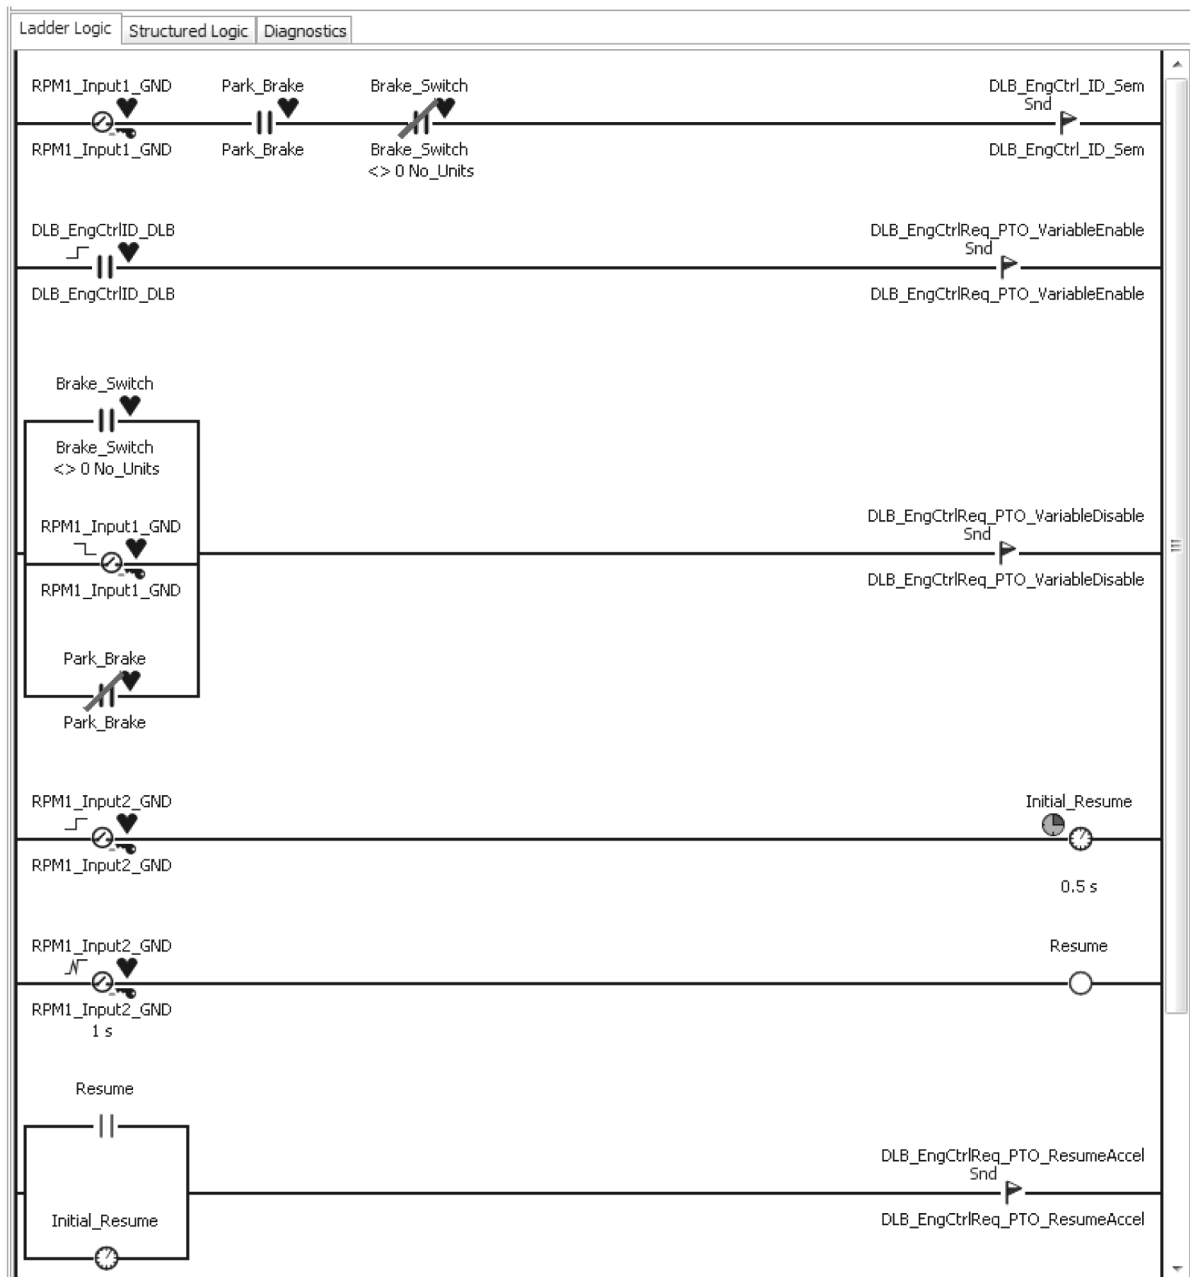 Ladder Logic Structured Logic Diagnostics
RPM1_Input1_GND Park_Brake Brake_Switch DLB_EngCtrl_ID_Sem
Snd
RPM1_Input1_GND Park_Brake Brake_Switch DLB_EngCtrl_ID_Sem
<> 0 No_Units
DLB_EngCtrlID_DLB DLB_EngCtrlReq_PTO_VariableEnable
Snd
DLB_EngCtrlID_DLB DLB_EngCtrlReq_PTO_VariableEnable
Brake_Switch
Brake_Switch
<> 0 No_Units
RPM1_Input1_GND DLB_EngCtrlReq_PTO_VariableDisable
Snd
RPM1_Input1_GND DLB_EngCtrlReq_PTO_VariableDisable
Park_Brake
Park_Brake
RPM1_Input2_GND Initial_Resume
RPM1_Input2_GND
0.5 s
RPM1_Input2_GND Resume
RPM1_Input2_GND
1 s
Resume
DLB_EngCtrlReq_PTO_ResumeAccel
Snd
Initial_Resume DLB_EngCtrlReq_PTO_ResumeAccel